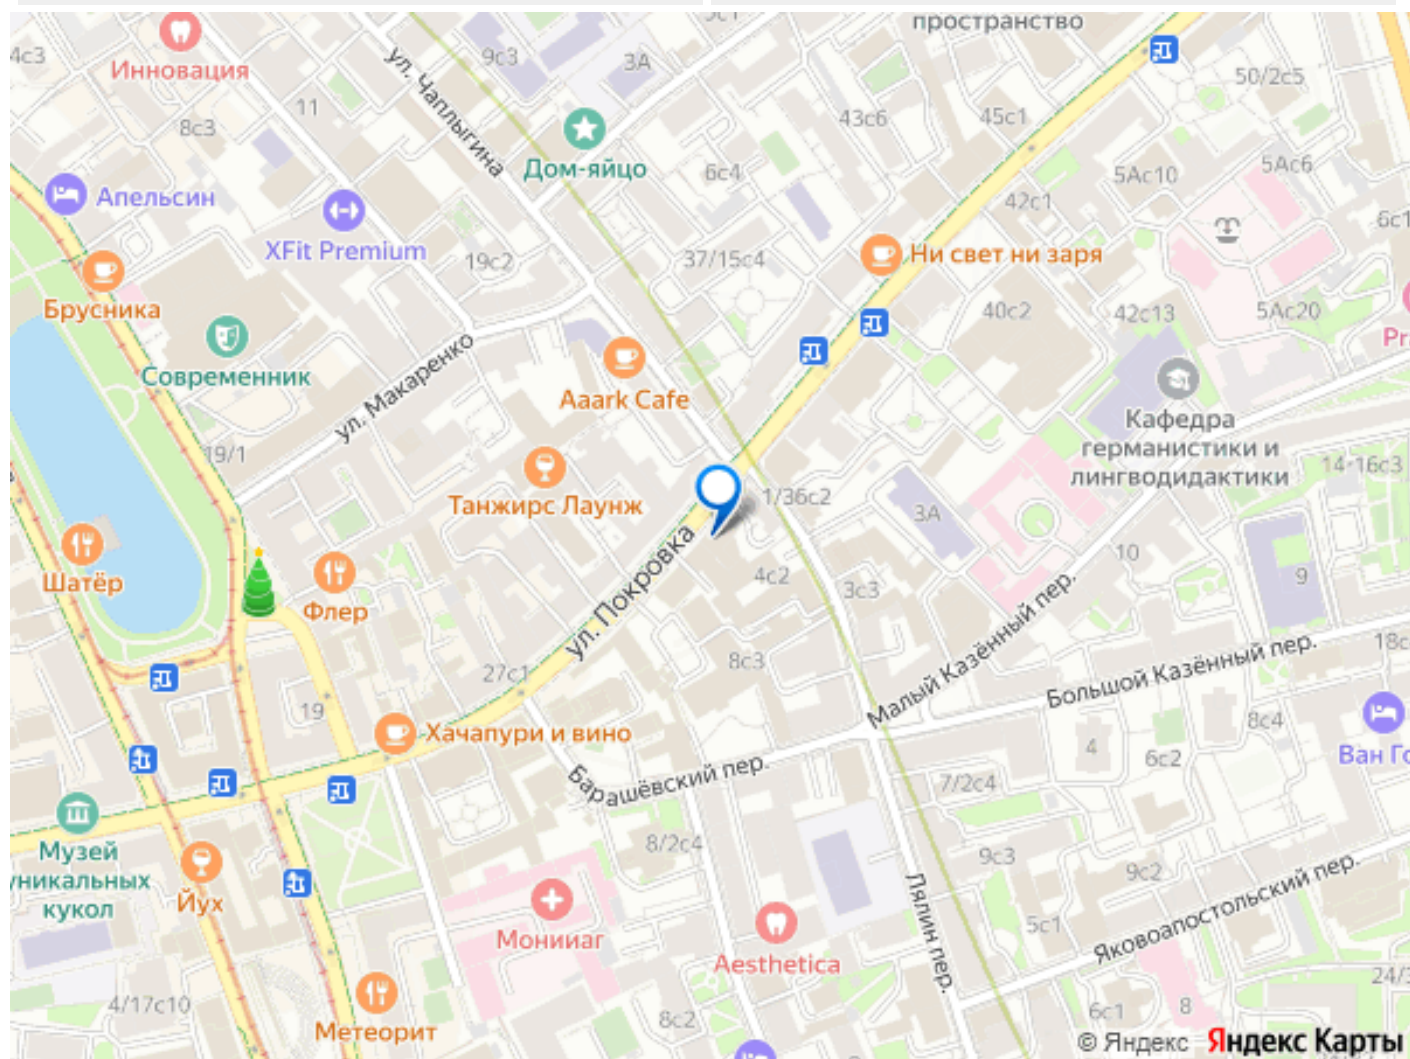 пространство
4с3
Инновация
9с3
3А
50/2с5
11
8с3
ул. Чаплыгина
Дом-яйцо
43с6
45с1
6с4
5Ас10
5Ас6
Апельсин
42с1
6с1
XFit Premium
19с2
37/15с4
Ни свет ни заря
Брусника
40с2
42с13
5Ас20
Pr
Современник
ул. Макаренко
Aaark Cafe
Кафедра
германистики и
лингводидактики
19/1
14-16с3
Танжирс Лаунж
1/36с2
3А
ул. Покровка
10
Шатёр
Флер
4с2
3с3
9
Малый Казённый пер.
27с1
8с3
Большой Казённый пер.
18с
19
Хачапури и вино
8с4
4
6с2
Ван Го
Барашёвский пер.
7/2с4
Музей
уникальных
кукол
8/2с4
9с3
9с2
Йух
Лялин пер.
Яковоапостольский пер.
5с1
Мониааг
Aesthetica
24/3
4/17с10
Метеорит
8с2
6с1
8
© Яндекс Яндекс Карты